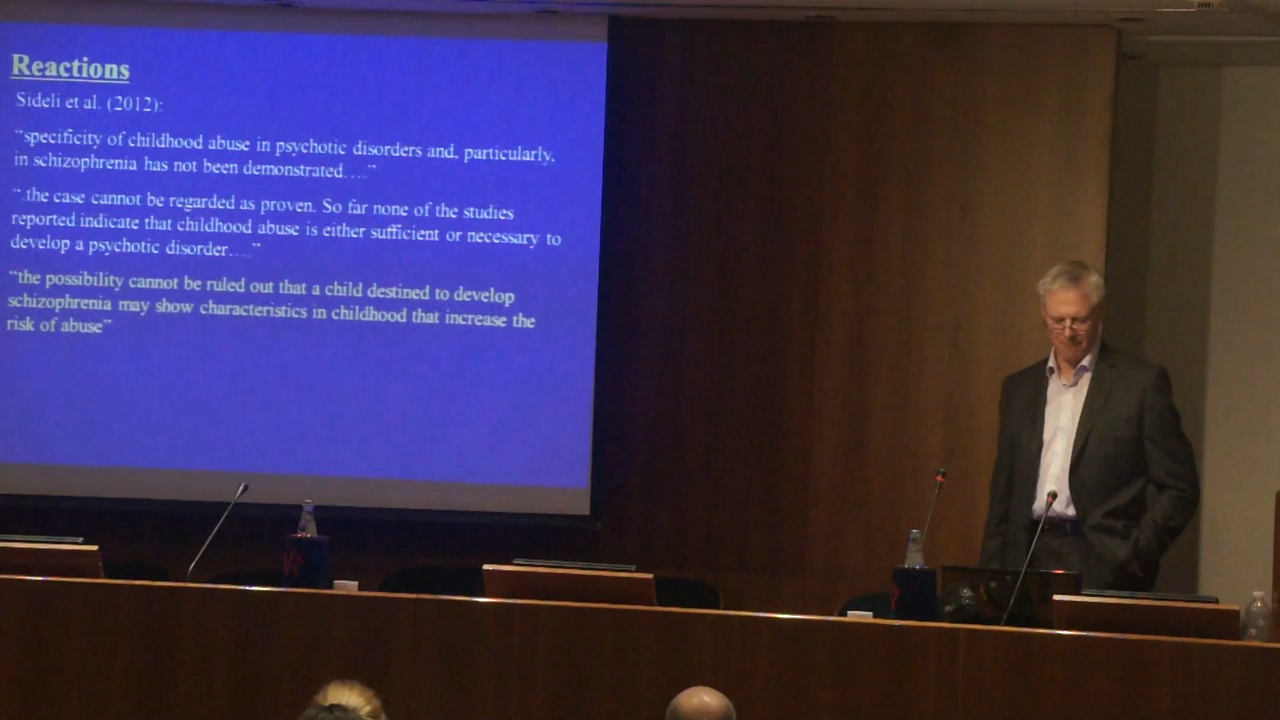 Reactions
Sideli et al. (2012):
"specificity of childhood abuse in psychotic disorders and, particularly,
in schizophrenia has not been demonstrated…."
"..the case cannot be regarded as proven. So far none of the studies
reported indicate that childhood abuse is either sufficient or necessary to
develop a psychotic disorder…."
"the possibility cannot be ruled out that a child destined to develop
schizophrenia may show characteristics in childhood that increase the
risk of abuse"